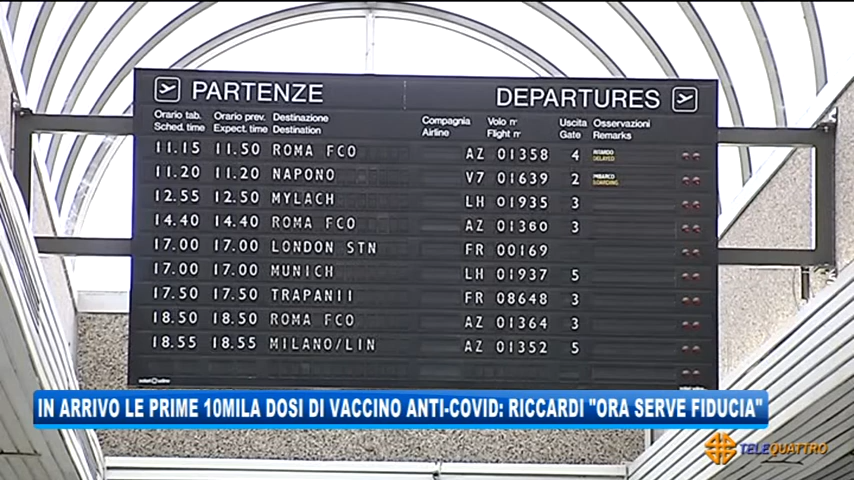 PARTENZE DEPARTURES
Orario tab. Orario prev. Destinazione Compagnia Volo n° Uscita Osservazioni
Sched. time Expect. time Destination Airline Flight n° Gate Remarks
11.15 11.50 ROMA FCO AZ 01358 4 RITARDO DELAYED
11.20 11.20 NAPONO V7 01639 2 IMBARCO BOARDING
12.55 12.50 MYLACH LH 01935 3
14.40 14.40 ROMA FCO AZ 01360 3
17.00 17.00 LONDON STN FR 00169
17.00 17.00 MUNICH LH 01937 5
17.50 17.50 TRAPANII FR 08648 3
18.50 18.50 ROMA FCO AZ 01364 3
18.55 18.55 MILANO/LIN AZ 01352 5
IN ARRIVO LE PRIME 10MILA DOSI DI VACCINO ANTI-COVID: RICCARDI "ORA SERVE FIDUCIA"
TELEQUATTRO